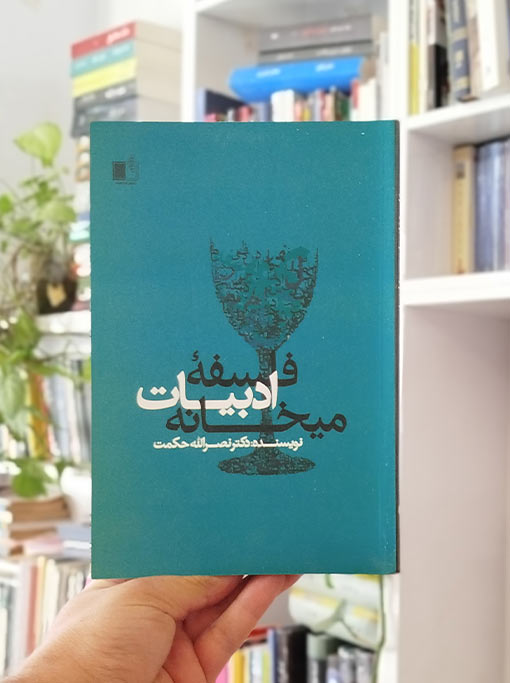 فلسفهٔ
ادبیات
میخانه
نویسنده: دکتر نصرالله حکمت